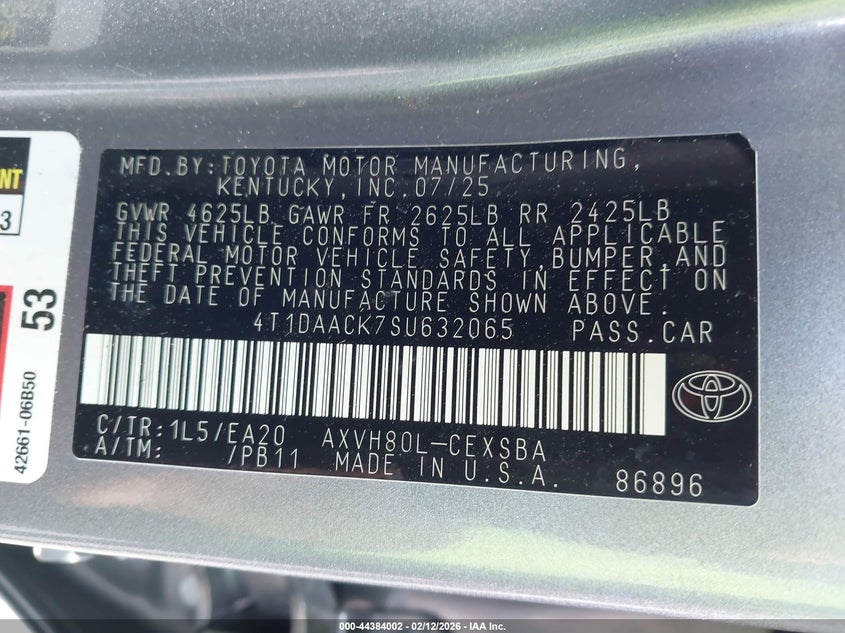 NT
3
53
42661-06B50
MFD.BY:TOYOTA MOTOR MANUFACTURING,
KENTUCKY, INC.07/25
GVWR 4625LB GAWR FR 2625LB RR 2425LB
THIS VEHICLE CONFORMS TO ALL APPLICABLE
FEDERAL MOTOR VEHICLE SAFETY,BUMPER,AND
THEFT PREVENTION STANDARDS IN EFFECT ON
THE DATE OF MANUFACTURE SHOWN ABOVE.
4T1DAACK7SU632065 PASS.CAR
C/TR:1L5/EA20 AXVH80L-CEXSBA
A/TM: /PB11 MADE IN U.S.A.
86896
000-44384002 - 02/12/2026 - IAA Inc.